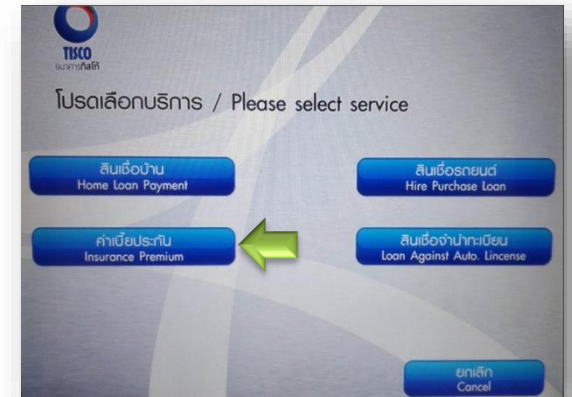 TISCO
ธนาคารทิสโก้
โปรดเลือกบริการ / Please select service
สินเชื่อบ้าน
Home Loan Payment
สินเชื่อรถยนต์
Hire Purchase Loan
ค่าเบี้ยประกัน
Insurance Premium
สินเชื่อจำนำทะเบียน
Loan Against Auto. Lincense
ยกเลิก
Cancel